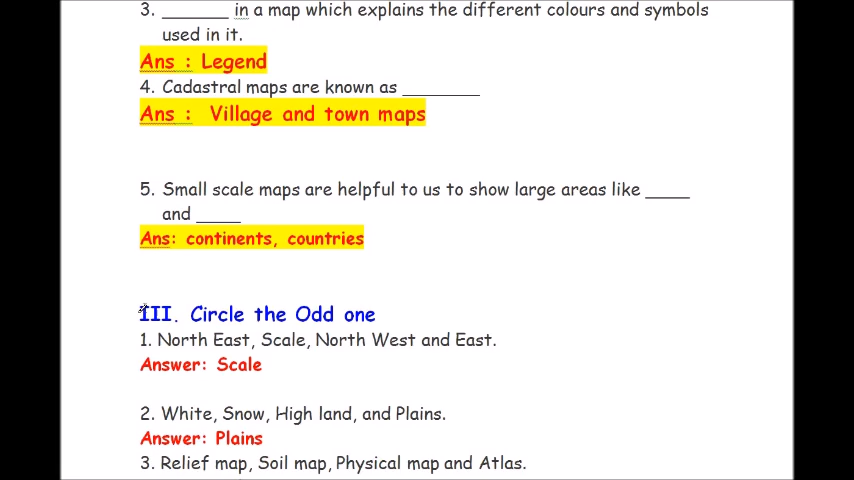 3. ______ in a map which explains the different colours and symbols
used in it.
Ans : Legend
4. Cadastral maps are known as _______
Ans : Village and town maps
5. Small scale maps are helpful to us to show large areas like ____
and ____
Ans: continents, countries
III. Circle the Odd one
1. North East, Scale, North West and East.
Answer: Scale
2. White, Snow, High land, and Plains.
Answer: Plains
3. Relief map, Soil map, Physical map and Atlas.